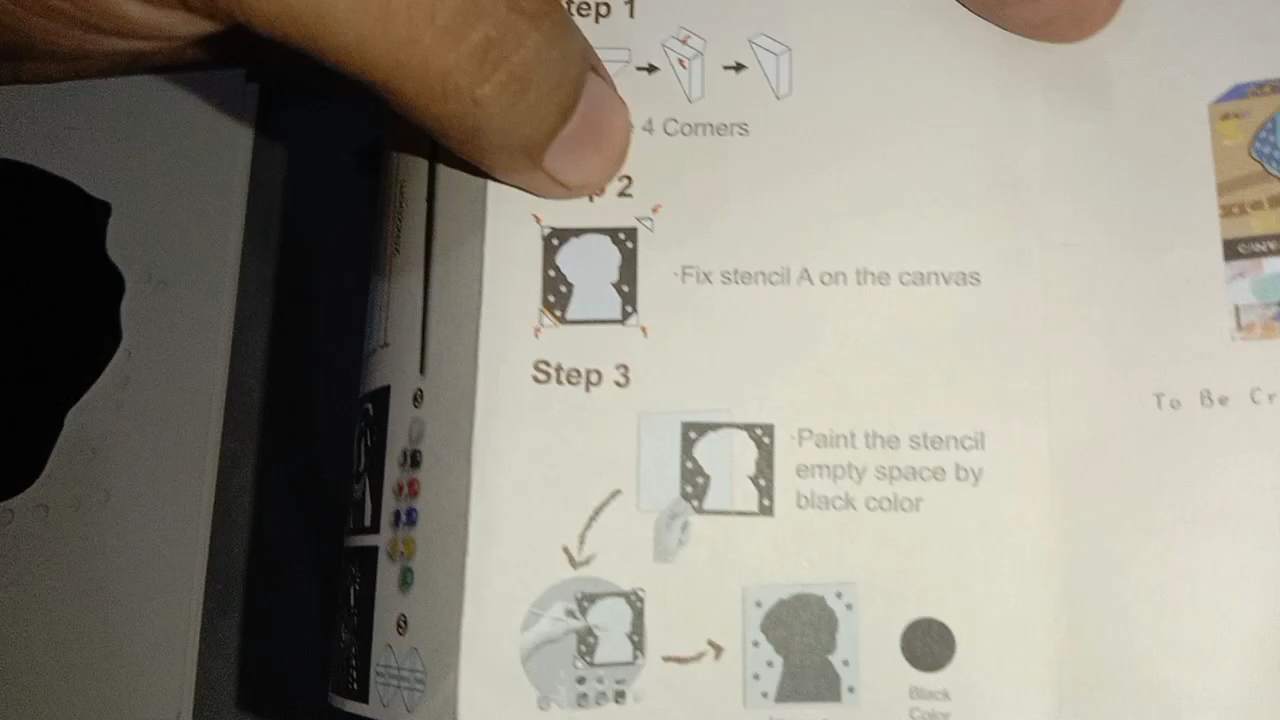 tep 1
4 Corners
p 2
·Fix stencil A on the canvas
Step 3
·Paint the stencil
empty space by
black color
Black
Color
To Be Cr